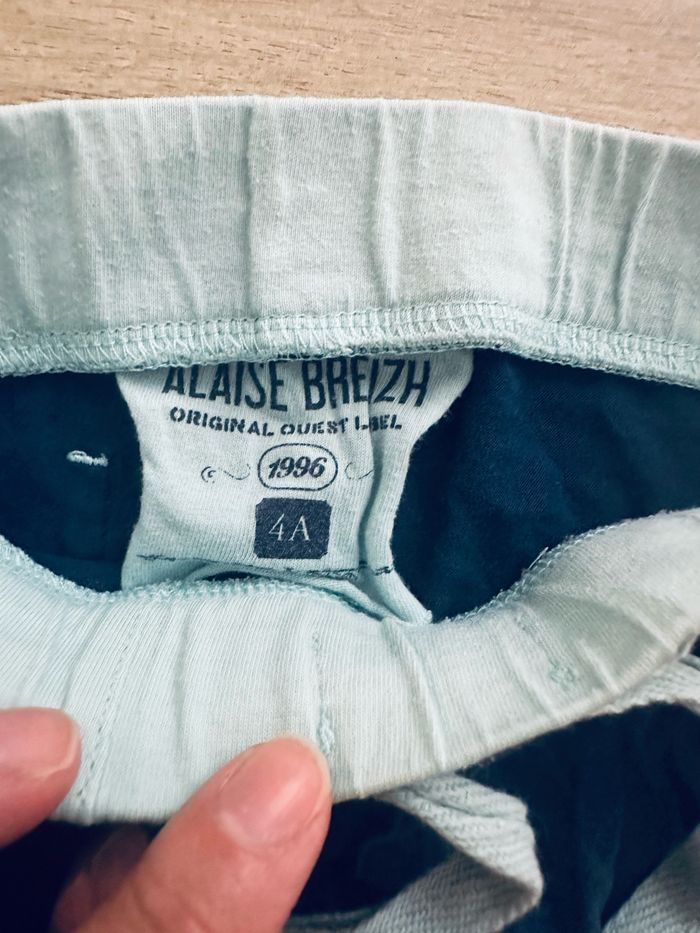 ALAISE BREIZH
ORIGINAL OUEST LABEL
1996
4A